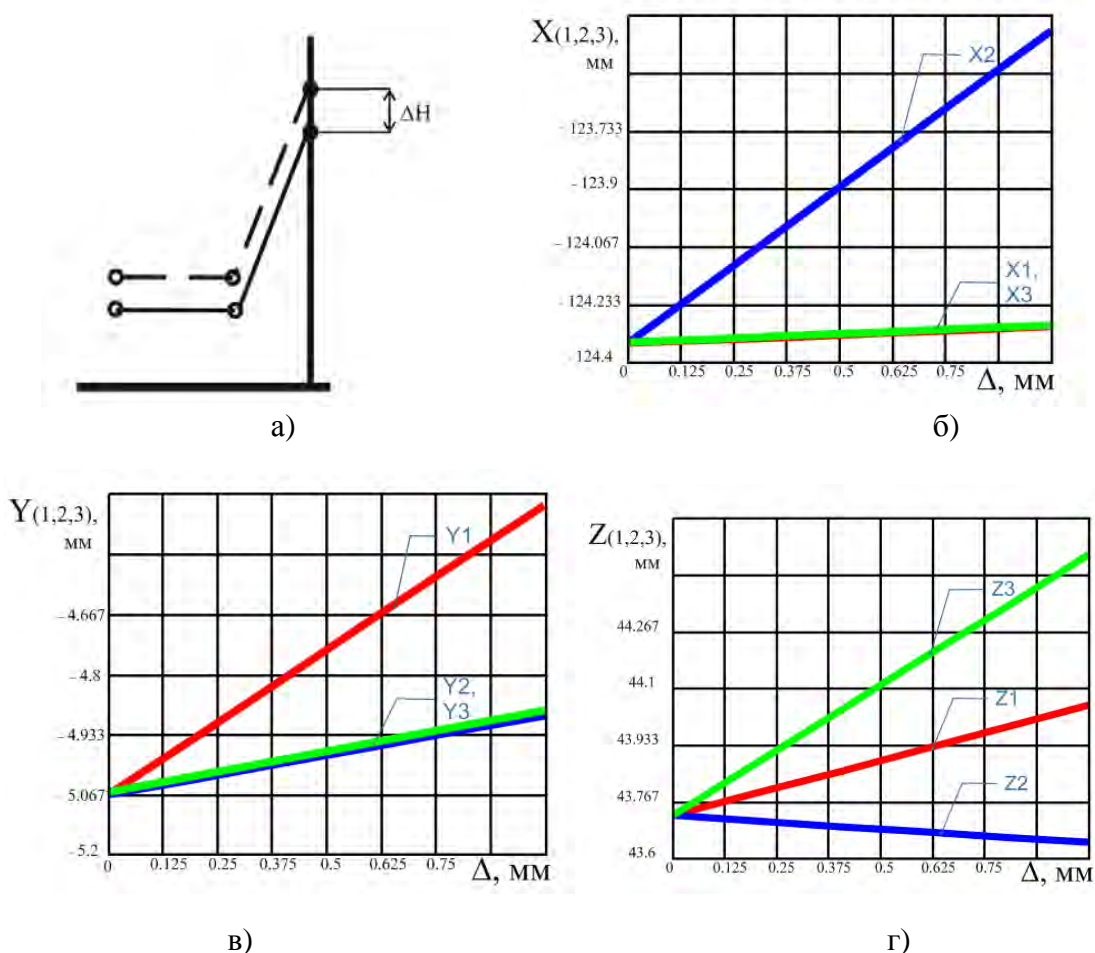 ΔH
а)
X(1,2,3),
мм
X2
X1,
X3
−123.733
−123.9
−124.067
−124.233
−124.4
0 0.125 0.25 0.375 0.5 0.625 0.75
Δ, мм
б)
Y(1,2,3),
мм
Y1
Y2,
Y3
−4.667
−4.8
−4.933
−5.067
−5.2
0 0.125 0.25 0.375 0.5 0.625 0.75
Δ, мм
в)
Z(1,2,3),
мм
Z3
Z1
Z2
44.267
44.1
43.933
43.767
43.6
0 0.125 0.25 0.375 0.5 0.625 0.75
Δ, мм
г)